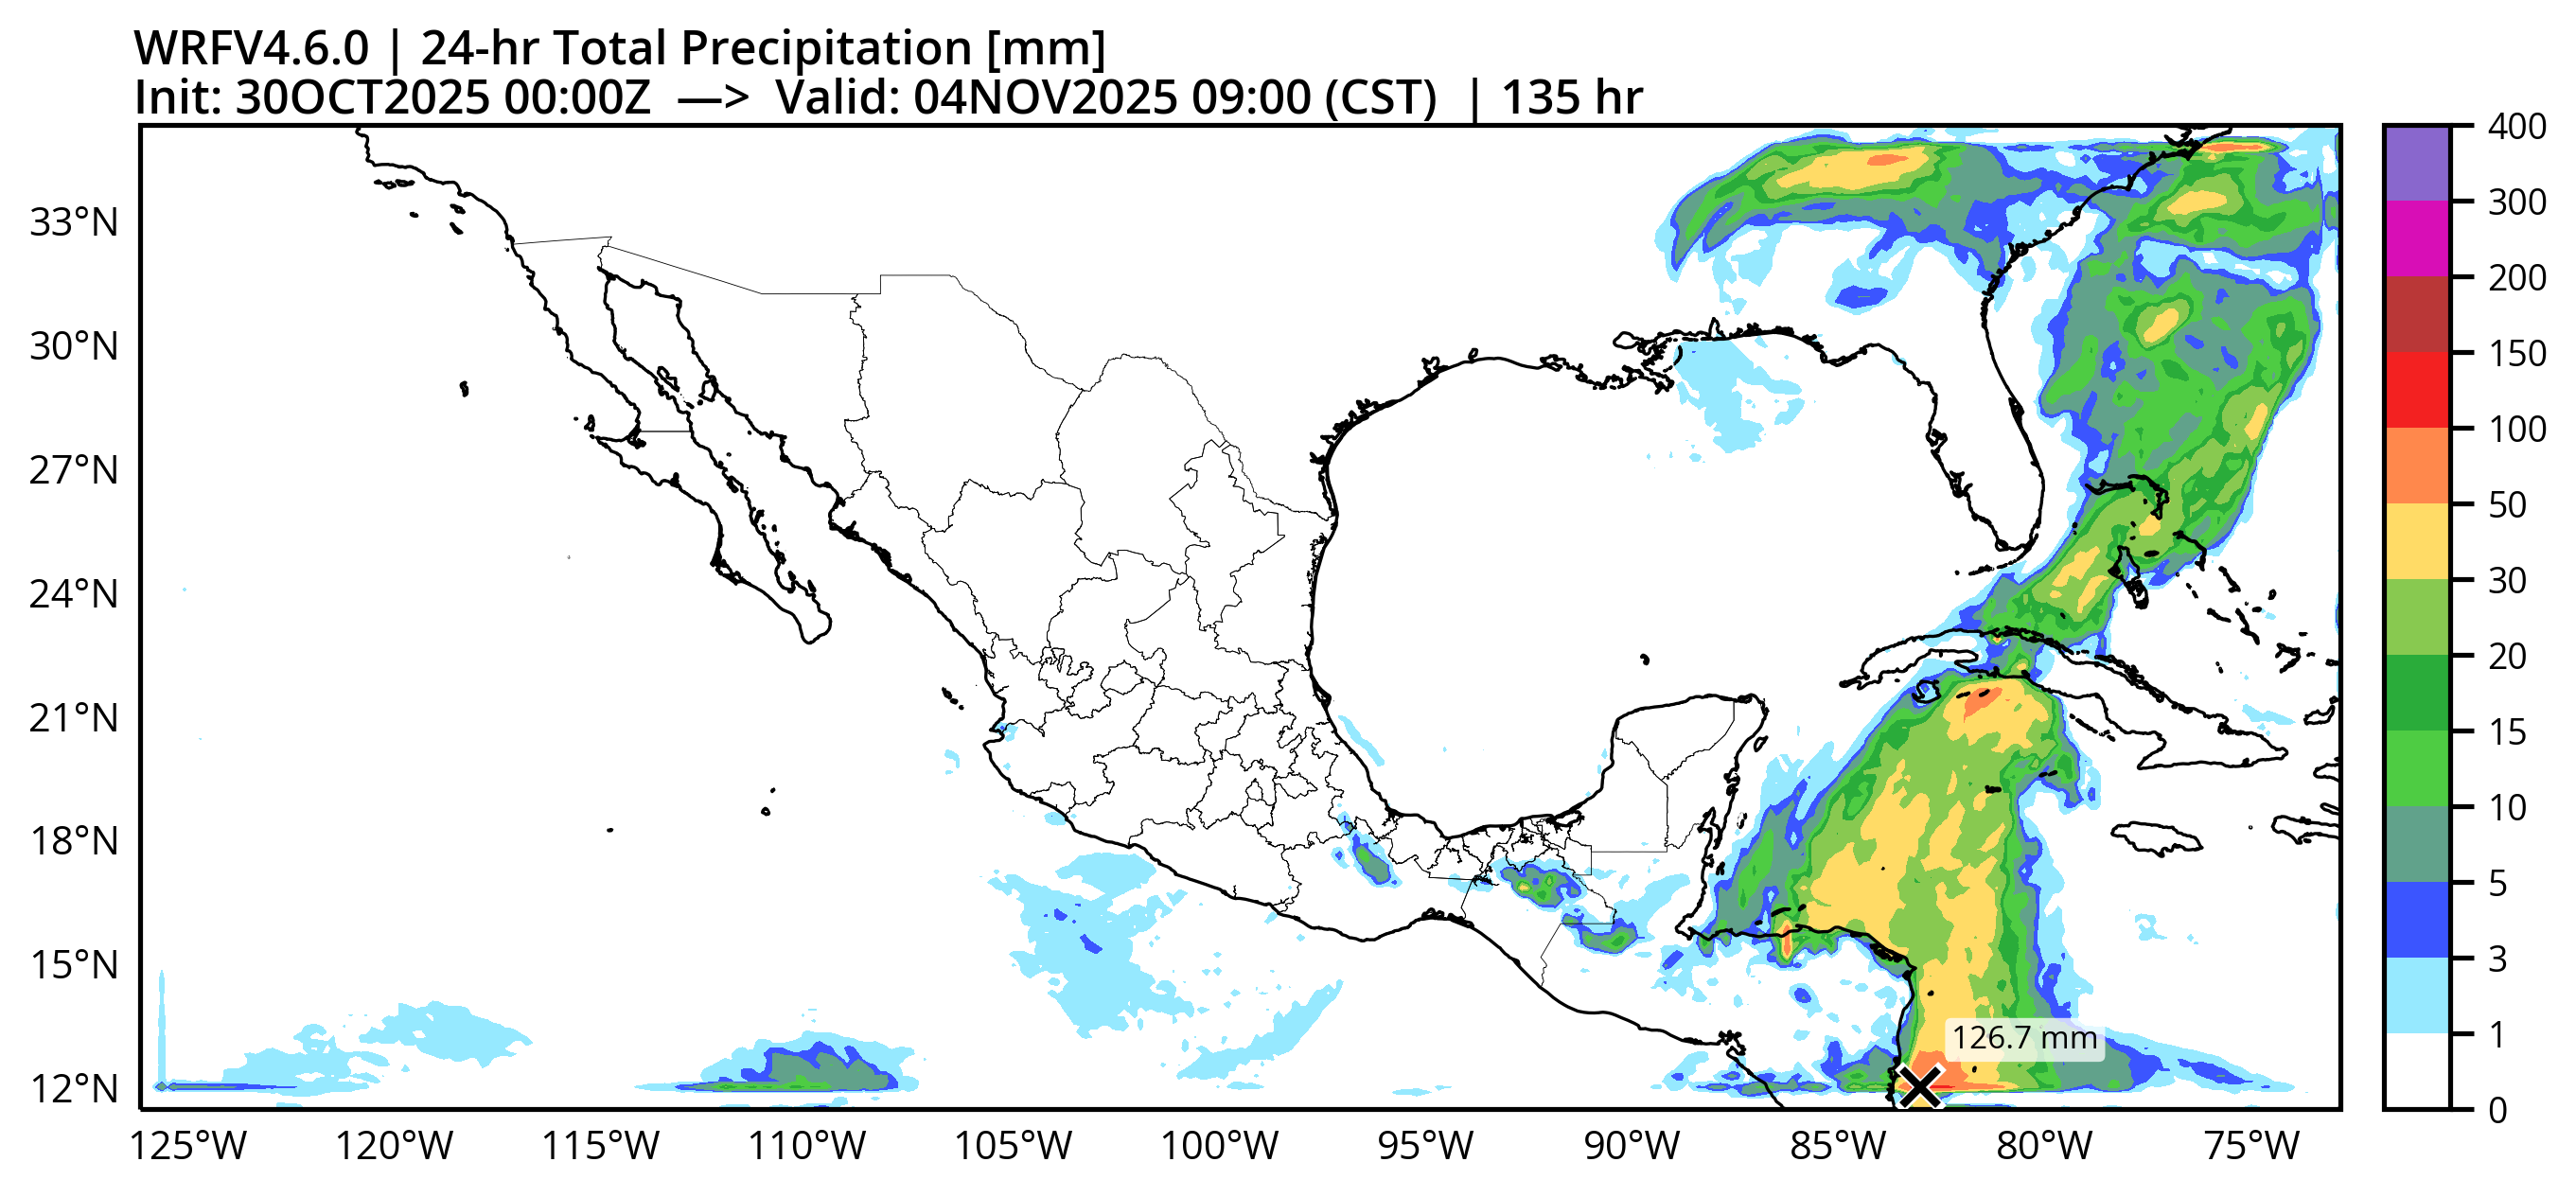 WRFV4.6.0 | 24-hr Total Precipitation [mm]
Init: 30OCT2025 00:00Z —> Valid: 04NOV2025 09:00 (CST) | 135 hr
33°N
30°N
27°N
24°N
21°N
18°N
15°N
12°N
125°W 120°W 115°W 110°W 105°W 100°W 95°W 90°W 85°W 80°W 75°W
126.7 mm
400
300
200
150
100
50
30
20
15
10
5
3
1
0